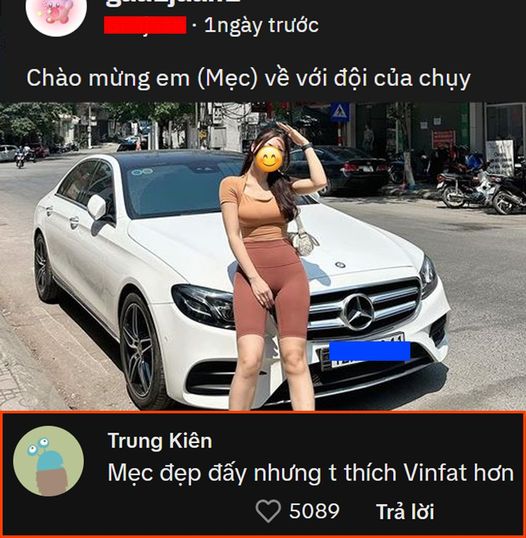 · 1ngày trước
Chào mừng em (Mẹc) về với đội của chụy
Trung Kiên
Mẹc đẹp đấy nhưng t thích Vinfat hơn
5089 Trả lời